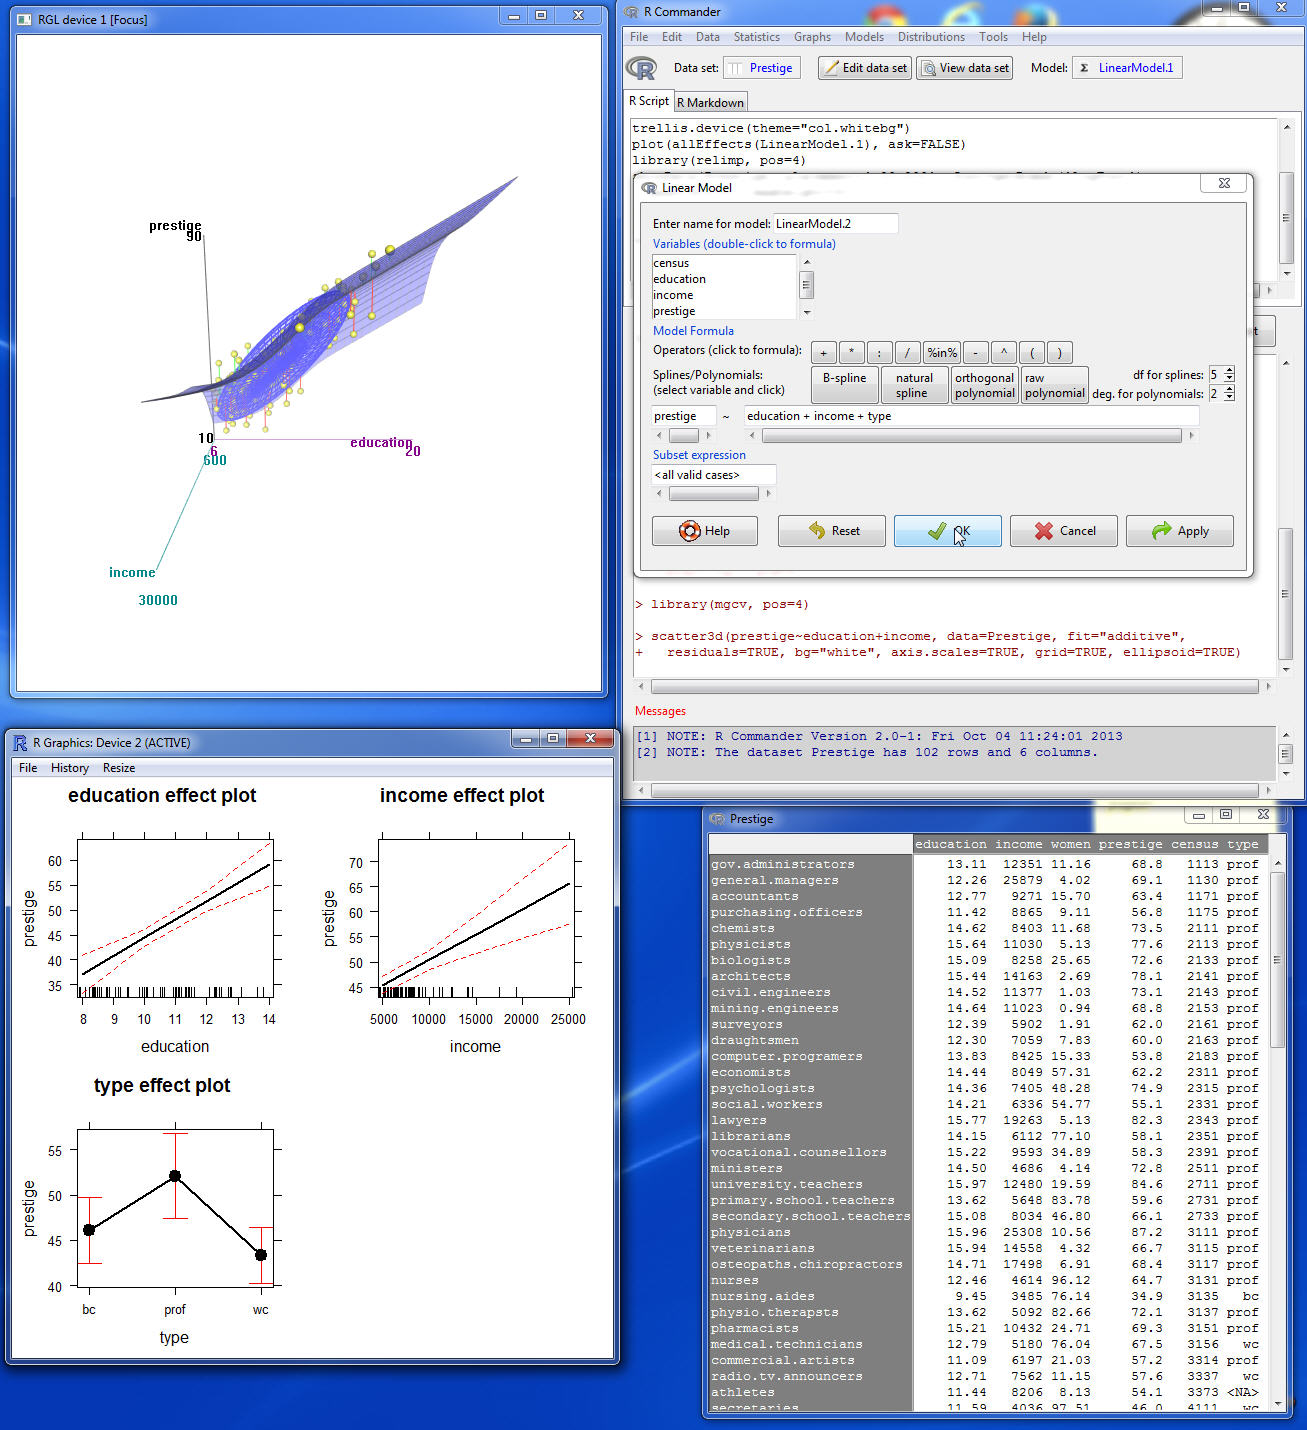 RGL device 1 [Focus]
prestige
90
10
6
600
education
20
income
30000
R Commander
File Edit Data Statistics Graphs Models Distributions Tools Help
Data set: Prestige Edit data set View data set Model: Σ LinearModel.1
R Script R Markdown
trellis.device(theme="col.whitebg")
plot(allEffects(LinearModel.1), ask=FALSE)
library(relimp, pos=4)
Linear Model
Enter name for model: LinearModel.2
Variables (double-click to formula)
census
education
income
prestige
Model Formula
Operators (click to formula): + * : / %in% - ^ ( )
Splines/Polynomials:
(select variable and click)
B-spline
natural spline
orthogonal polynomial
raw polynomial
df for splines: 5
deg. for polynomials: 2
prestige ~ education + income + type
Subset expression
<all valid cases>
Help Reset OK Cancel Apply
> library(mgcv, pos=4)
> scatter3d(prestige~education+income, data=Prestige, fit="additive",
+ residuals=TRUE, bg="white", axis.scales=TRUE, grid=TRUE, ellipsoid=TRUE)
Messages
[1] NOTE: R Commander Version 2.0-1: Fri Oct 04 11:24:01 2013
[2] NOTE: The dataset Prestige has 102 rows and 6 columns.
R Graphics: Device 2 (ACTIVE)
File History Resize
education effect plot
prestige
60
55
50
45
40
35
8 9 10 11 12 13 14
education
income effect plot
prestige
70
65
60
55
50
45
5000 10000 15000 20000 25000
income
type effect plot
prestige
55
50
45
40
bc prof wc
type
Prestige
education income women prestige census type
gov.administrators 13.11 12351 11.16 68.8 1113 prof
general.managers 12.26 25879 4.02 69.1 1130 prof
accountants 12.77 9271 15.70 63.4 1171 prof
purchasing.officers 11.42 8865 9.11 56.8 1175 prof
chemists 14.62 8403 11.68 73.5 2111 prof
physicists 15.64 11030 5.13 77.6 2113 prof
biologists 15.09 8258 25.65 72.6 2133 prof
architects 15.44 14163 2.69 78.1 2141 prof
civil.engineers 14.52 11377 1.03 73.1 2143 prof
mining.engineers 14.64 11023 0.94 68.8 2153 prof
surveyors 12.39 5902 1.91 62.0 2161 prof
draughtsmen 12.30 7059 7.83 60.0 2163 prof
computer.programers 13.83 8425 15.33 53.8 2183 prof
economists 14.44 8049 57.31 62.2 2311 prof
psychologists 14.36 7405 48.28 74.9 2315 prof
social.workers 14.21 6336 54.77 55.1 2331 prof
lawyers 15.77 19263 5.13 82.3 2343 prof
librarians 14.15 6112 77.10 58.1 2351 prof
vocational.counsellors 15.22 9593 34.89 58.3 2391 prof
ministers 14.50 4686 4.14 72.8 2511 prof
university.teachers 15.97 12480 19.59 84.6 2711 prof
primary.school.teachers 13.62 5648 83.78 59.6 2731 prof
secondary.school.teachers 15.08 8034 46.80 66.1 2733 prof
physicians 15.96 25308 10.56 87.2 3111 prof
veterinarians 15.94 14558 4.32 66.7 3115 prof
osteopaths.chiropractors 14.71 17498 6.91 68.4 3117 prof
nurses 12.46 4614 96.12 64.7 3131 prof
nursing.aides 9.45 3485 76.14 34.9 3135 bc
physio.therapsts 13.62 5092 82.66 72.1 3137 prof
pharmacists 15.21 10432 24.71 69.3 3151 prof
medical.technicians 12.79 5180 76.04 67.5 3156 wc
commercial.artists 11.09 6197 21.03 57.2 3314 prof
radio.tv.announcers 12.71 7562 11.15 57.6 3337 wc
athletes 11.44 8206 8.13 54.1 3373 <NA>
secretaries 11.59 4036 97.51 46.0 4111 wc